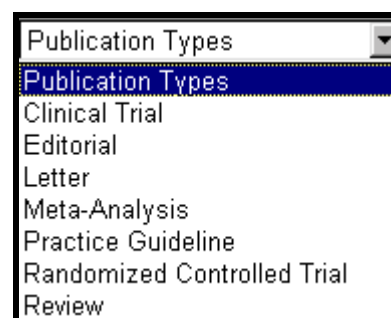 Publication Types
Publication Types
Clinical Trial
Editorial
Letter
Meta-Analysis
Practice Guideline
Randomized Controlled Trial
Review